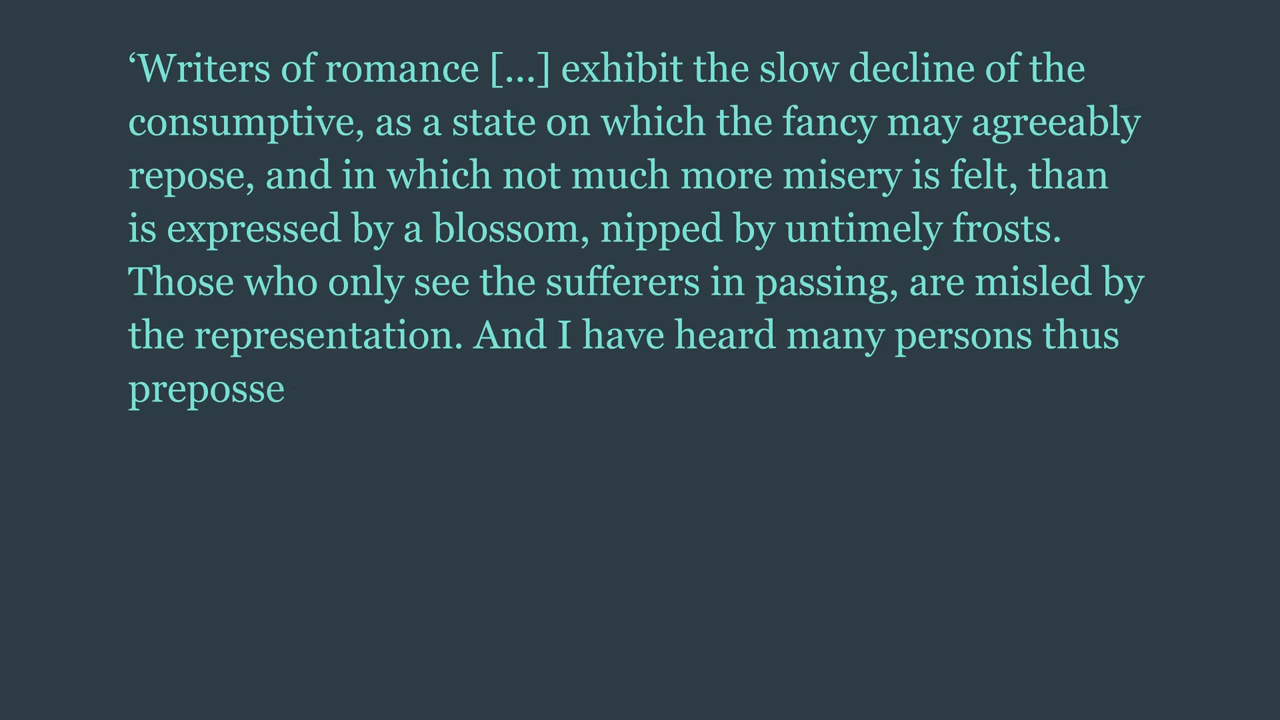 ‘Writers of romance [...] exhibit the slow decline of the
consumptive, as a state on which the fancy may agreeably
repose, and in which not much more misery is felt, than
is expressed by a blossom, nipped by untimely frosts.
Those who only see the sufferers in passing, are misled by
the representation. And I have heard many persons thus
preposse